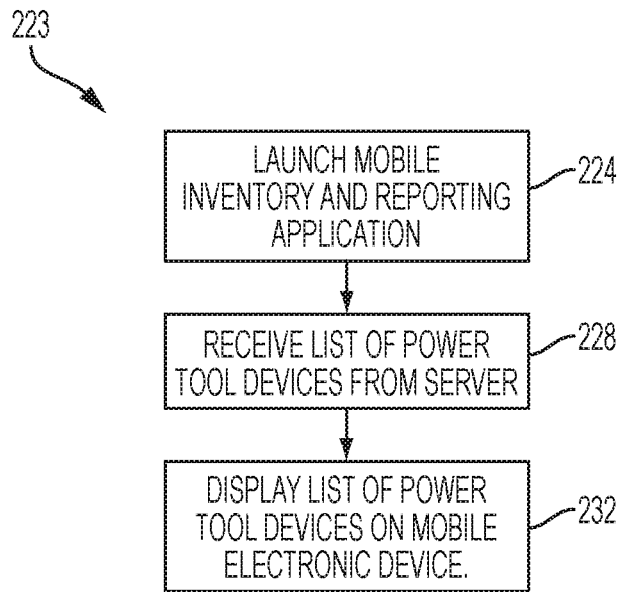 223
LAUNCH MOBILE
INVENTORY AND REPORTING
APPLICATION
224
RECEIVE LIST OF POWER
TOOL DEVICES FROM SERVER
228
DISPLAY LIST OF POWER
TOOL DEVICES ON MOBILE
ELECTRONIC DEVICE.
232